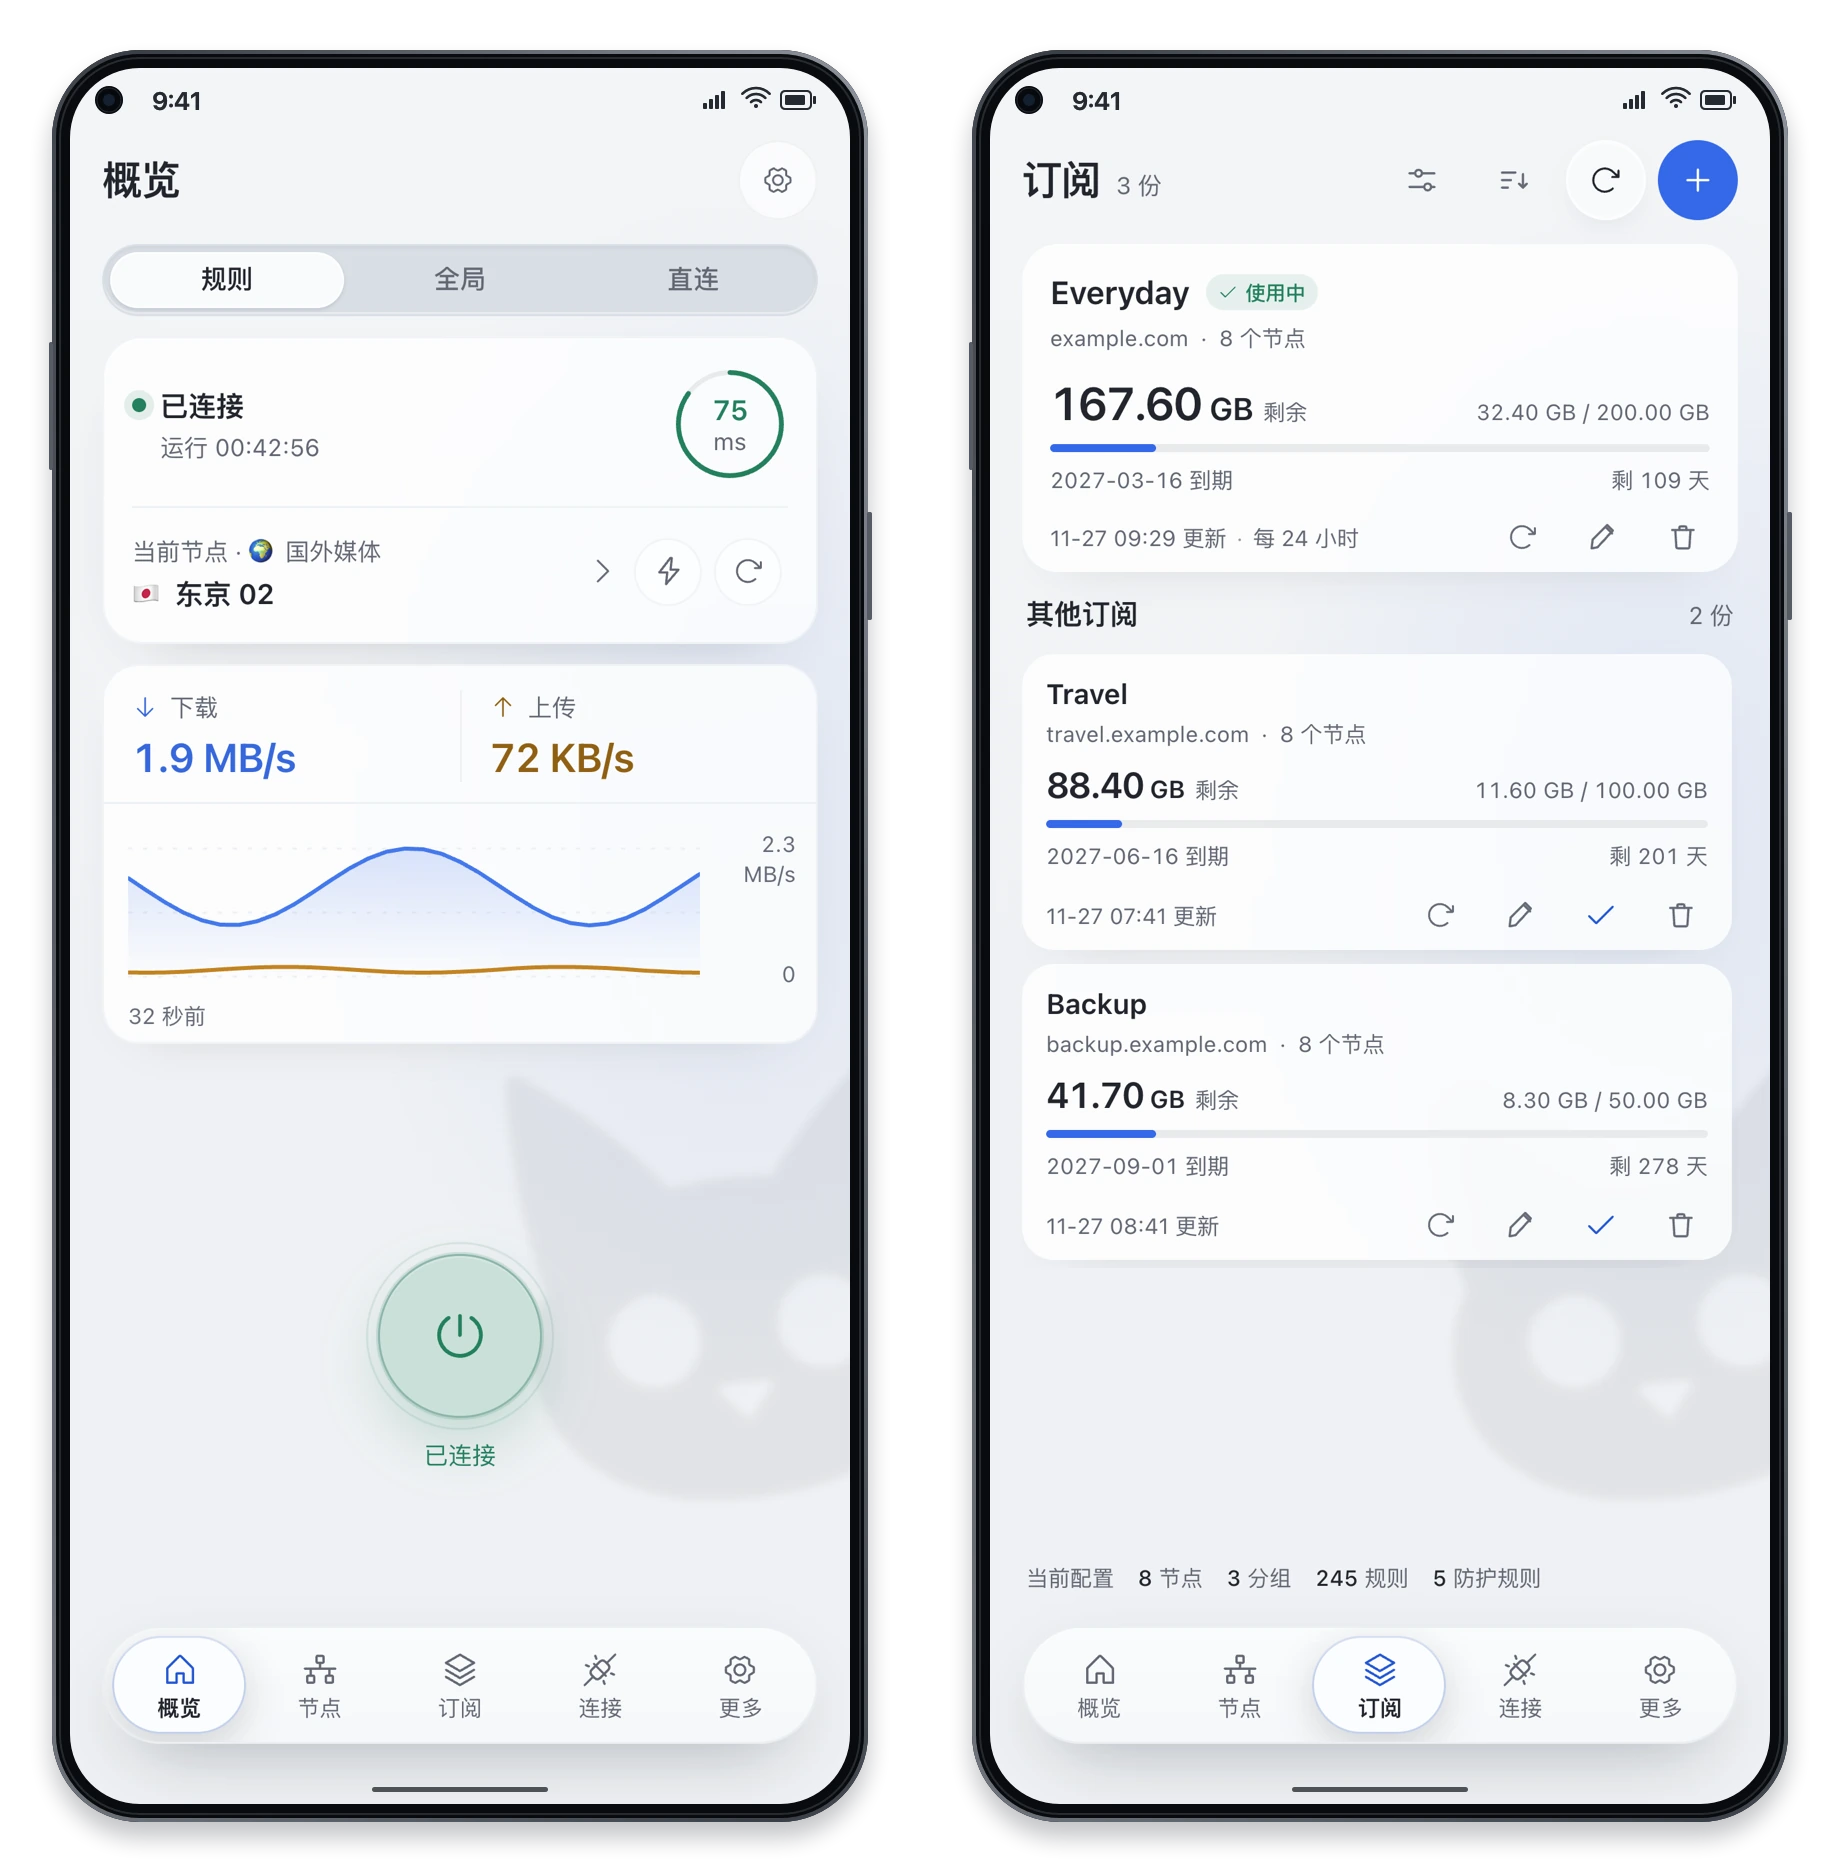 9:41
概览
规则 全局 直连
已连接
运行 00:42:56
75
ms
当前节点 · 国外媒体
东京 02
下载 上传
1.9 MB/s 72 KB/s
2.3
MB/s
0
32 秒前
已连接
概览 节点 订阅 连接 更多
9:41
订阅 3 份
Everyday 使用中
example.com · 8 个节点
167.60 GB 剩余 32.40 GB / 200.00 GB
2027-03-16 到期 剩 109 天
11-27 09:29 更新 · 每 24 小时
其他订阅 2 份
Travel
travel.example.com · 8 个节点
88.40 GB 剩余 11.60 GB / 100.00 GB
2027-06-16 到期 剩 201 天
11-27 07:41 更新
Backup
backup.example.com · 8 个节点
41.70 GB 剩余 8.30 GB / 50.00 GB
2027-09-01 到期 剩 278 天
11-27 08:41 更新
当前配置 8 节点 3 分组 245 规则 5 防护规则
概览 节点 订阅 连接 更多